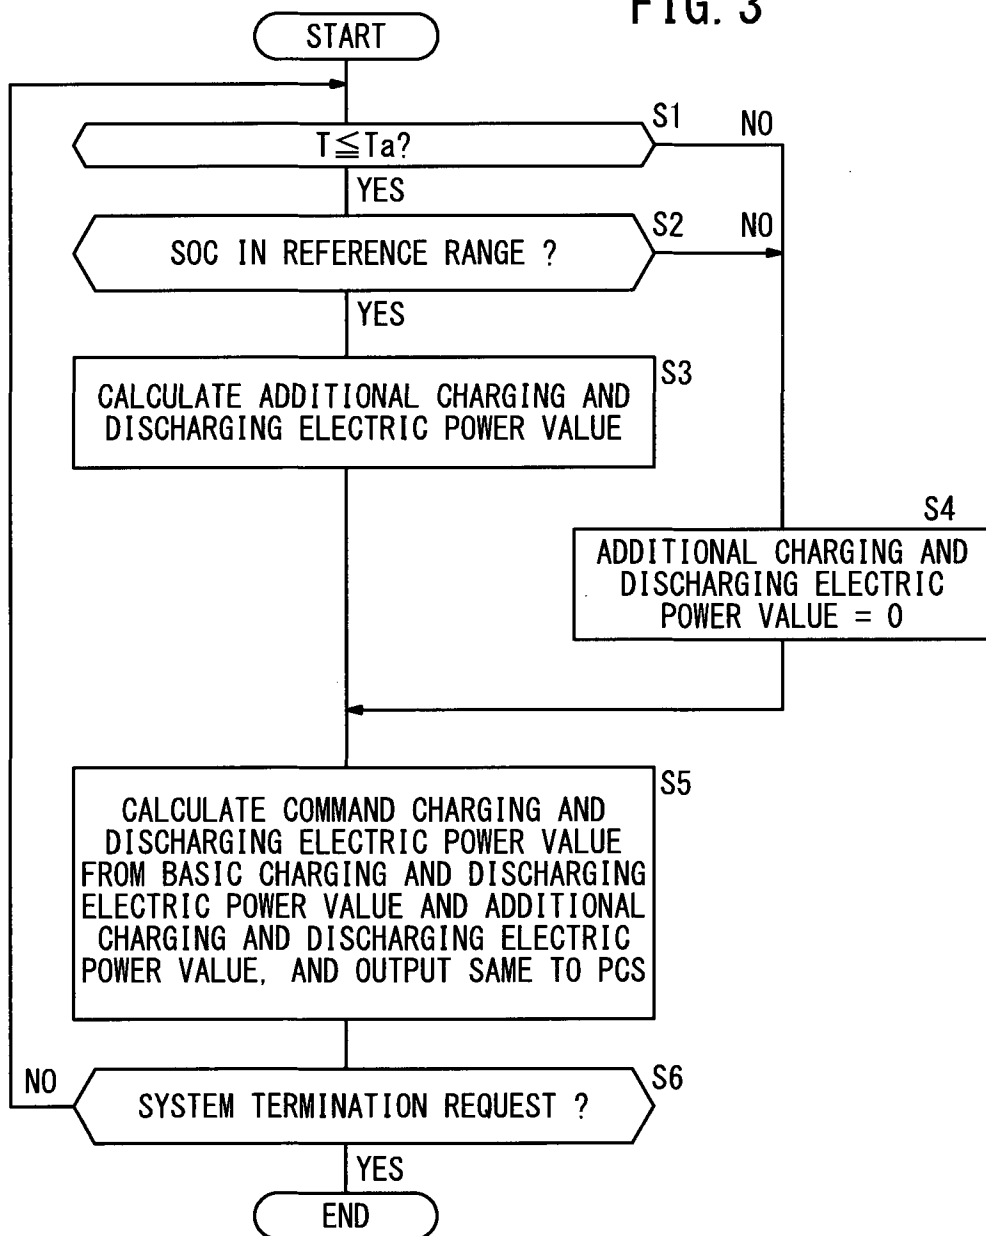 FIG. 3
START
T≦Ta?
S1
NO
YES
SOC IN REFERENCE RANGE ?
S2
NO
YES
CALCULATE ADDITIONAL CHARGING AND
DISCHARGING ELECTRIC POWER VALUE
S3
S4
ADDITIONAL CHARGING AND
DISCHARGING ELECTRIC
POWER VALUE = 0
S5
CALCULATE COMMAND CHARGING AND
DISCHARGING ELECTRIC POWER VALUE
FROM BASIC CHARGING AND DISCHARGING
ELECTRIC POWER VALUE AND ADDITIONAL
CHARGING AND DISCHARGING ELECTRIC
POWER VALUE, AND OUTPUT SAME TO PCS
NO
SYSTEM TERMINATION REQUEST ?
S6
YES
END